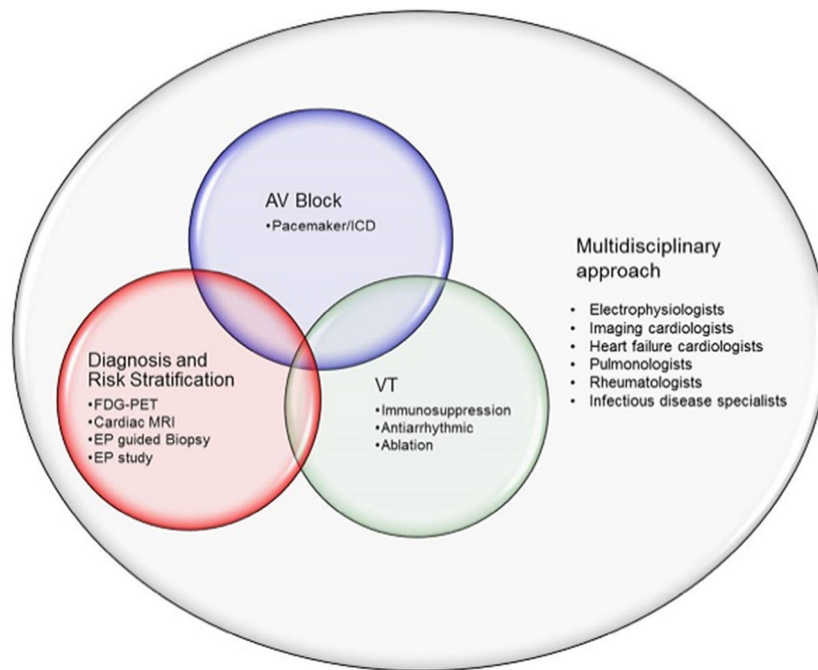 AV Block
•Pacemaker/ICD
Diagnosis and
Risk Stratification
•FDG-PET
•Cardiac MRI
•EP guided Biopsy
•EP study
VT
•Immunosuppression
•Antiarrhythmic
•Ablation
Multidisciplinary
approach
• Electrophysiologists
• Imaging cardiologists
• Heart failure cardiologists
• Pulmonologists
• Rheumatologists
• Infectious disease specialists